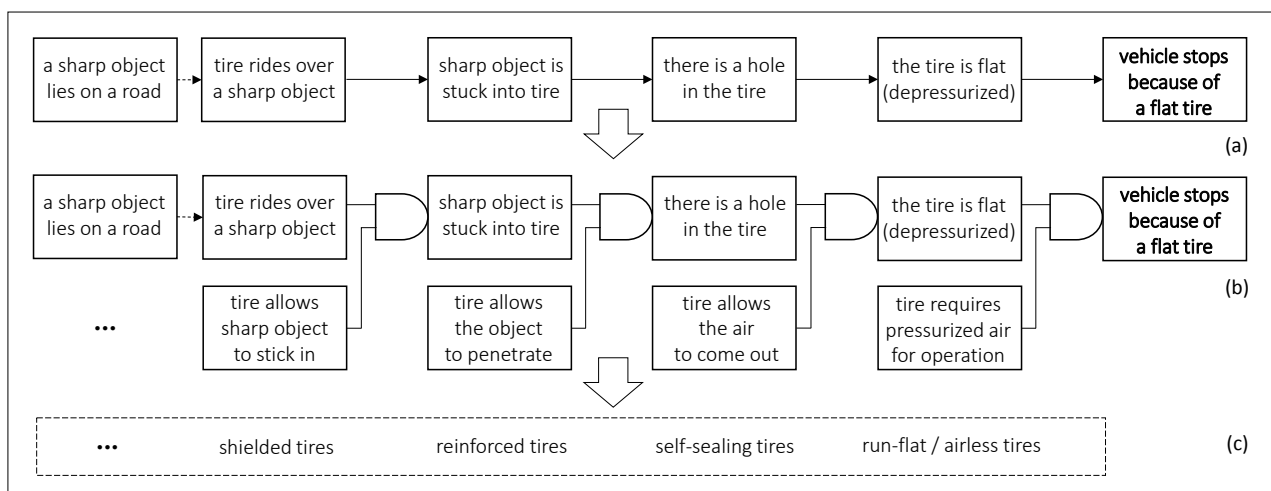 a sharp object
lies on a road
tire rides over
a sharp object
sharp object is
stuck into tire
there is a hole
in the tire
the tire is flat
(depressurized)
vehicle stops
because of
a flat tire
(a)
a sharp object
lies on a road
tire rides over
a sharp object
sharp object is
stuck into tire
there is a hole
in the tire
the tire is flat
(depressurized)
vehicle stops
because of
a flat tire
(b)
...
tire allows
sharp object
to stick in
tire allows
the object
to penetrate
tire allows
the air
to come out
tire requires
pressurized air
for operation
... shielded tires reinforced tires self-sealing tires run-flat / airless tires
(c)